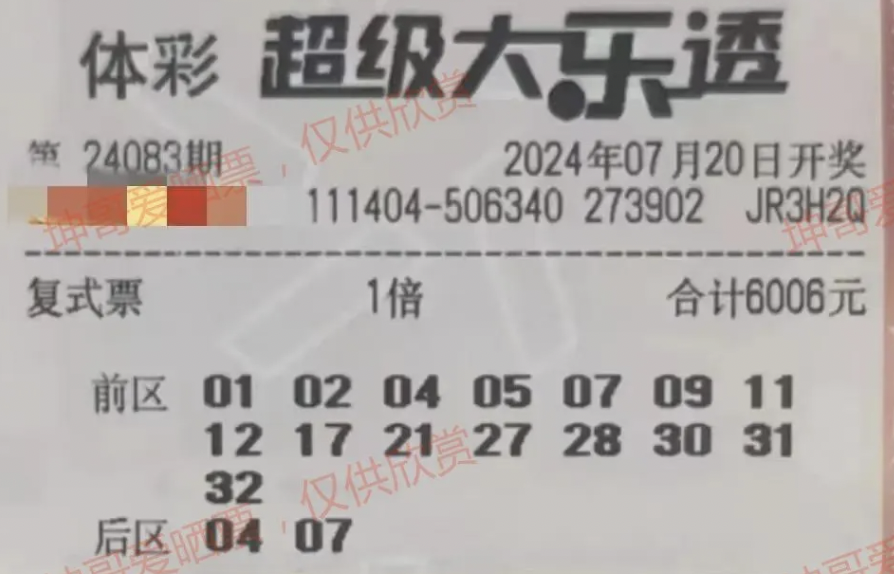 体彩 超级大乐透
第 24083期 2024年07月20日开奖
111404-506340 273902 JR3H2Q
复式票 1倍 合计6006元
前区 01 02 04 05 07 09 11
12 17 21 27 28 30 31
32
后区 04 07
坤哥爱晒票，仅供欣赏
坤哥爱晒票，仅供欣赏
坤哥
坤哥爱